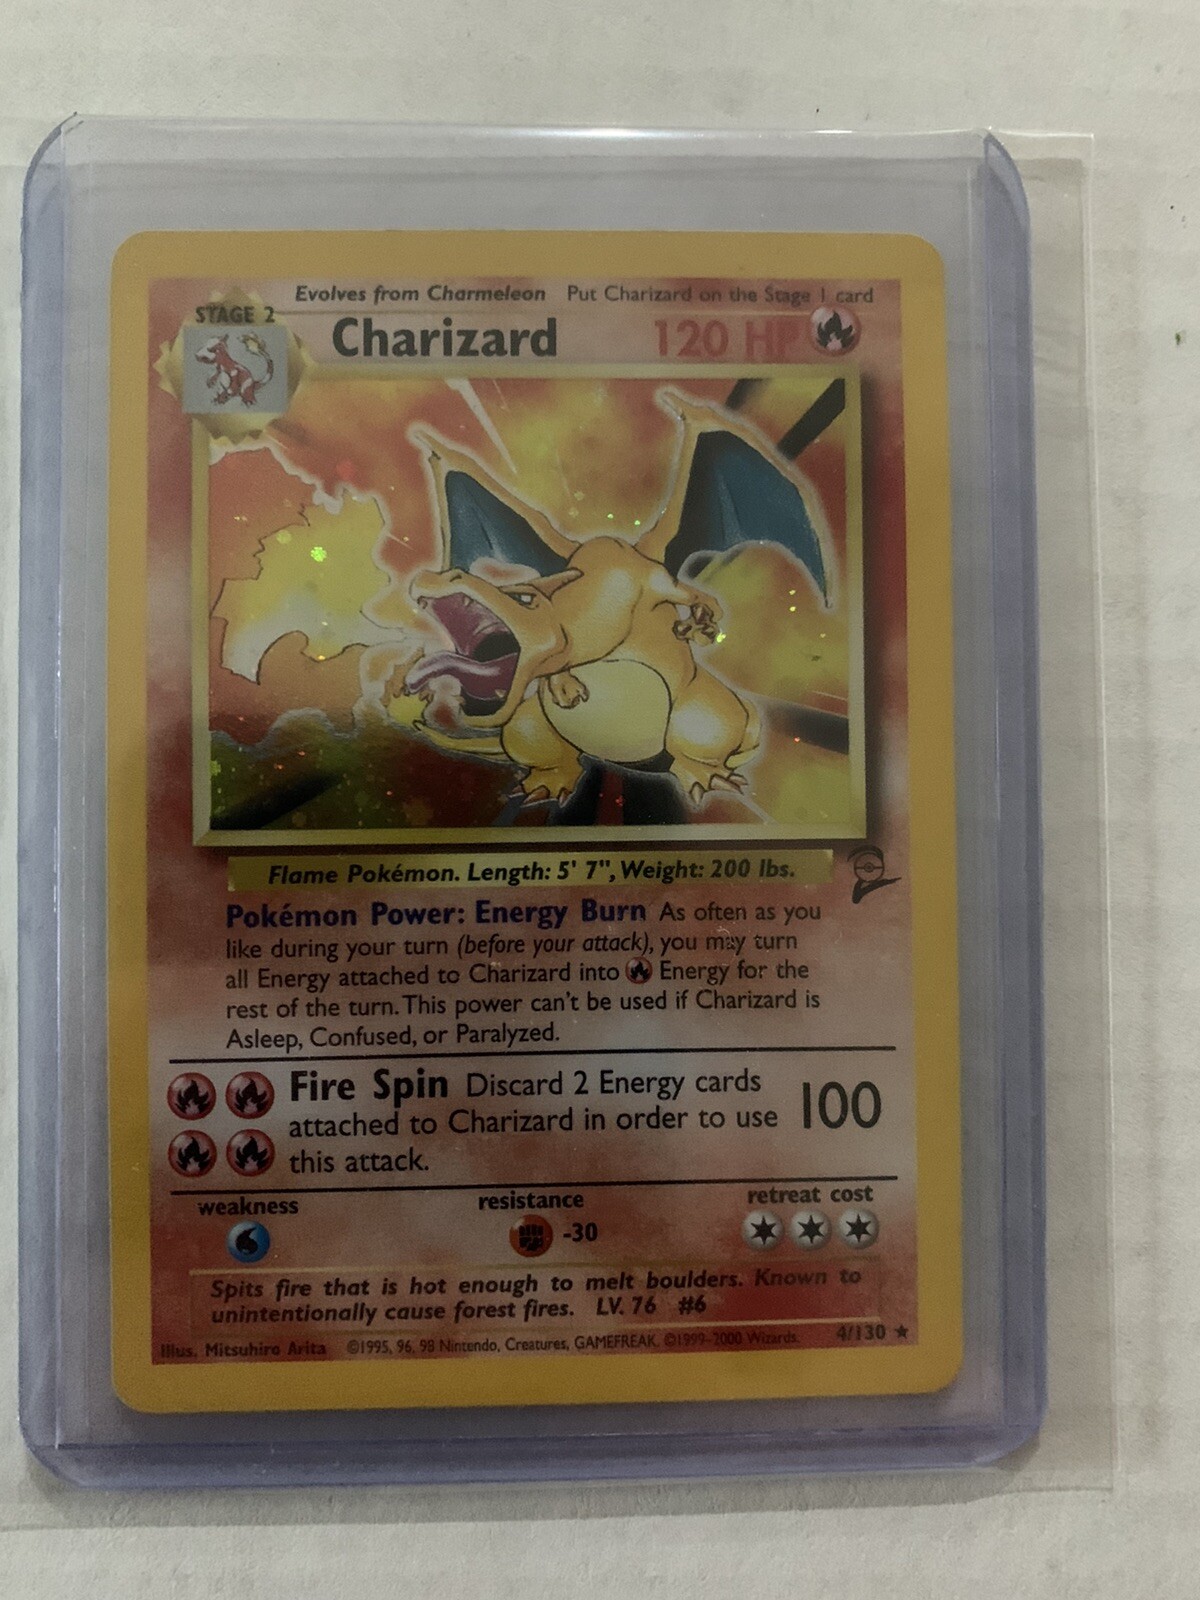 Evolves from Charmeleon Put Charizard on the Stage 1 card
STAGE 2
Charizard 120 HP
Flame Pokémon. Length: 5' 7", Weight: 200 lbs.
Pokémon Power: Energy Burn As often as you
like during your turn (before your attack), you may turn
all Energy attached to Charizard into Energy for the
rest of the turn. This power can't be used if Charizard is
Asleep, Confused, or Paralyzed.
Fire Spin Discard 2 Energy cards
attached to Charizard in order to use 100
this attack.
weakness resistance retreat cost
-30
Spits fire that is hot enough to melt boulders. Known to
unintentionally cause forest fires. LV. 76 #6
4/130 ★
Illus. Mitsuhiro Arita ©1995, 96, 98 Nintendo, Creatures, GAMEFREAK. ©1999-2000 Wizards.